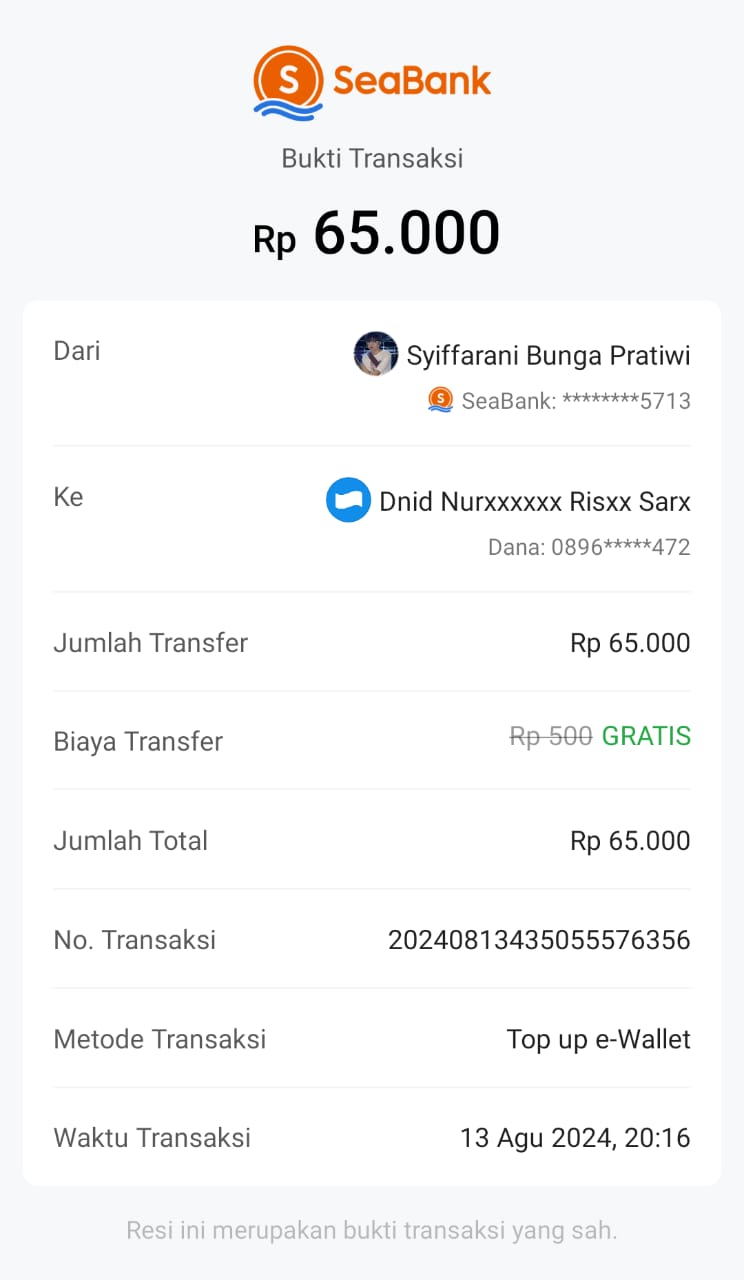 S SeaBank
Bukti Transaksi
Rp 65.000
Dari
Syiffarani Bunga Pratiwi
S SeaBank: ********5713
Ke
Dnid Nurxxxxxx Risxx Sarx
Dana: 0896*****472
Jumlah Transfer Rp 65.000
Biaya Transfer Rp 500 GRATIS
Jumlah Total Rp 65.000
No. Transaksi 20240813435055576356
Metode Transaksi Top up e-Wallet
Waktu Transaksi 13 Agu 2024, 20:16
Resi ini merupakan bukti transaksi yang sah.